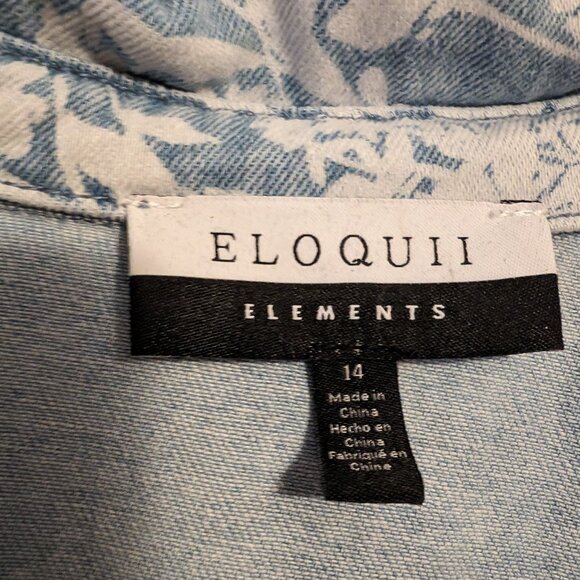 ELOQUII
ELEMENTS
14
Made in
China
Hecho en
China
Fabriqué en
Chine